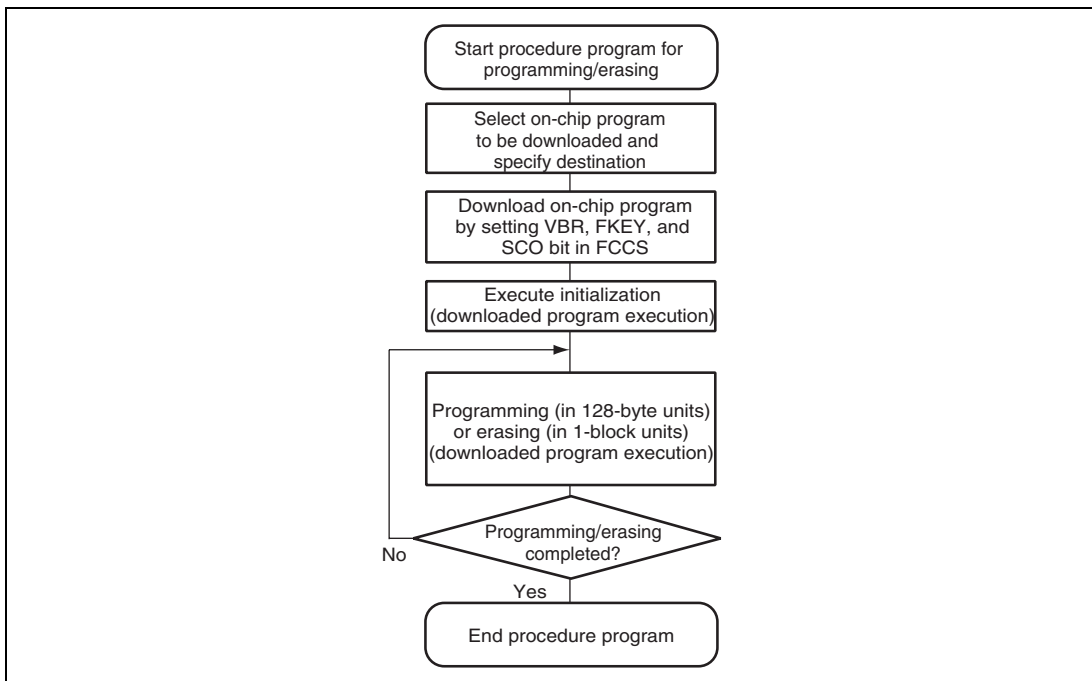 Start procedure program for
programming/erasing
Select on-chip program
to be downloaded and
specify destination
Download on-chip program
by setting VBR, FKEY, and
SCO bit in FCCS
Execute initialization
(downloaded program execution)
Programming (in 128-byte units)
or erasing (in 1-block units)
(downloaded program execution)
Programming/erasing
completed?
No
Yes
End procedure program